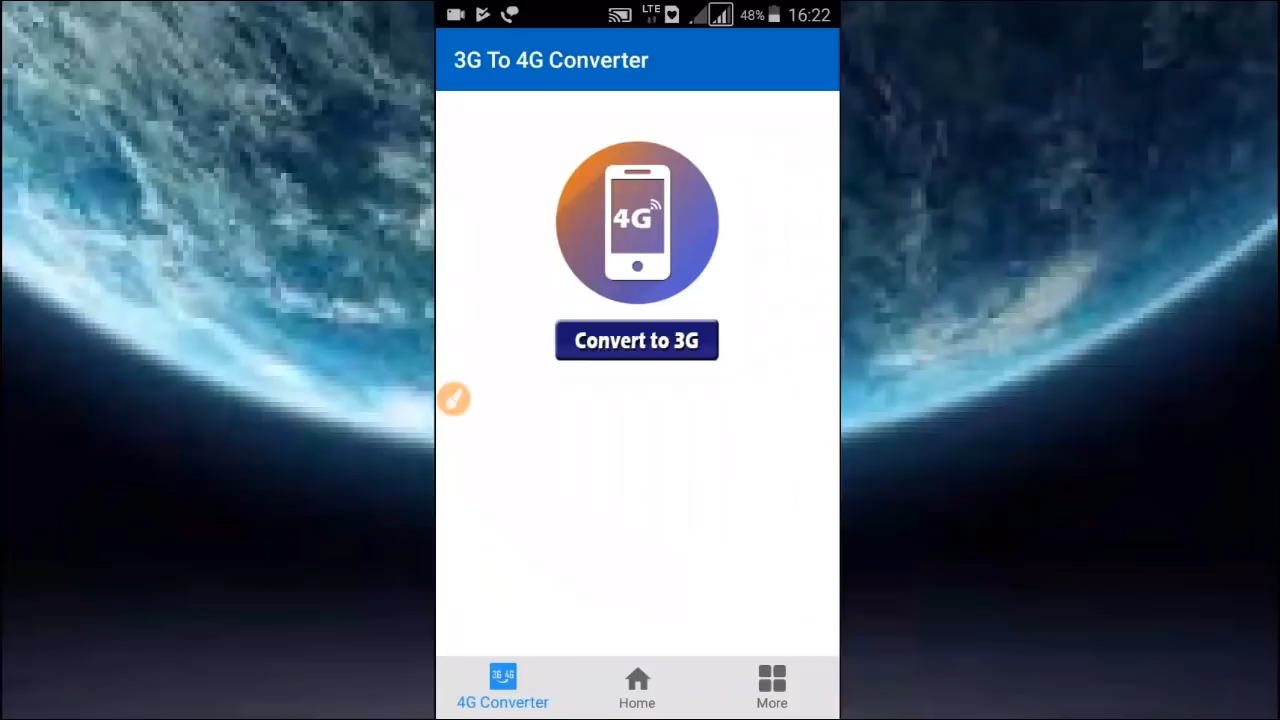 LTE 48% 16:22
3G To 4G Converter
4G
Convert to 3G
3G 4G
4G Converter
Home
More